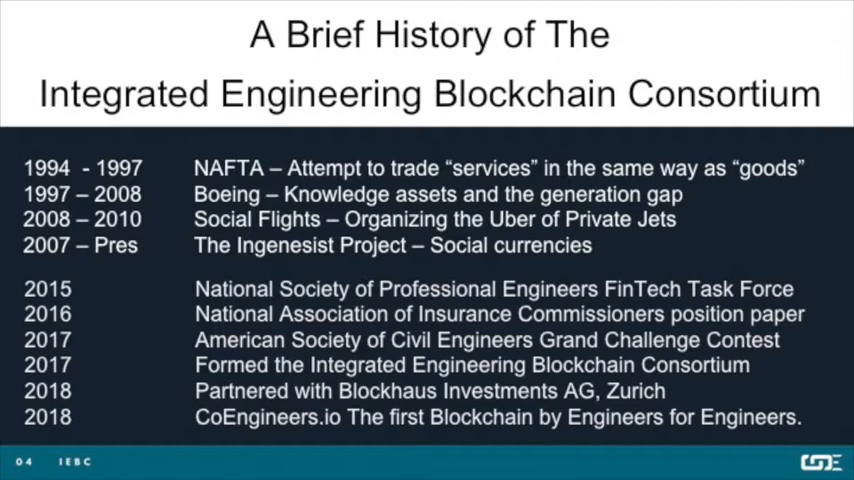 A Brief History of The
Integrated Engineering Blockchain Consortium
1994 - 1997 NAFTA – Attempt to trade “services” in the same way as “goods”
1997 – 2008 Boeing – Knowledge assets and the generation gap
2008 – 2010 Social Flights – Organizing the Uber of Private Jets
2007 – Pres The Ingenesist Project – Social currencies
2015 National Society of Professional Engineers FinTech Task Force
2016 National Association of Insurance Commissioners position paper
2017 American Society of Civil Engineers Grand Challenge Contest
2017 Formed the Integrated Engineering Blockchain Consortium
2018 Partnered with Blockhaus Investments AG, Zurich
2018 CoEngineers.io The first Blockchain by Engineers for Engineers.
04 IEBC